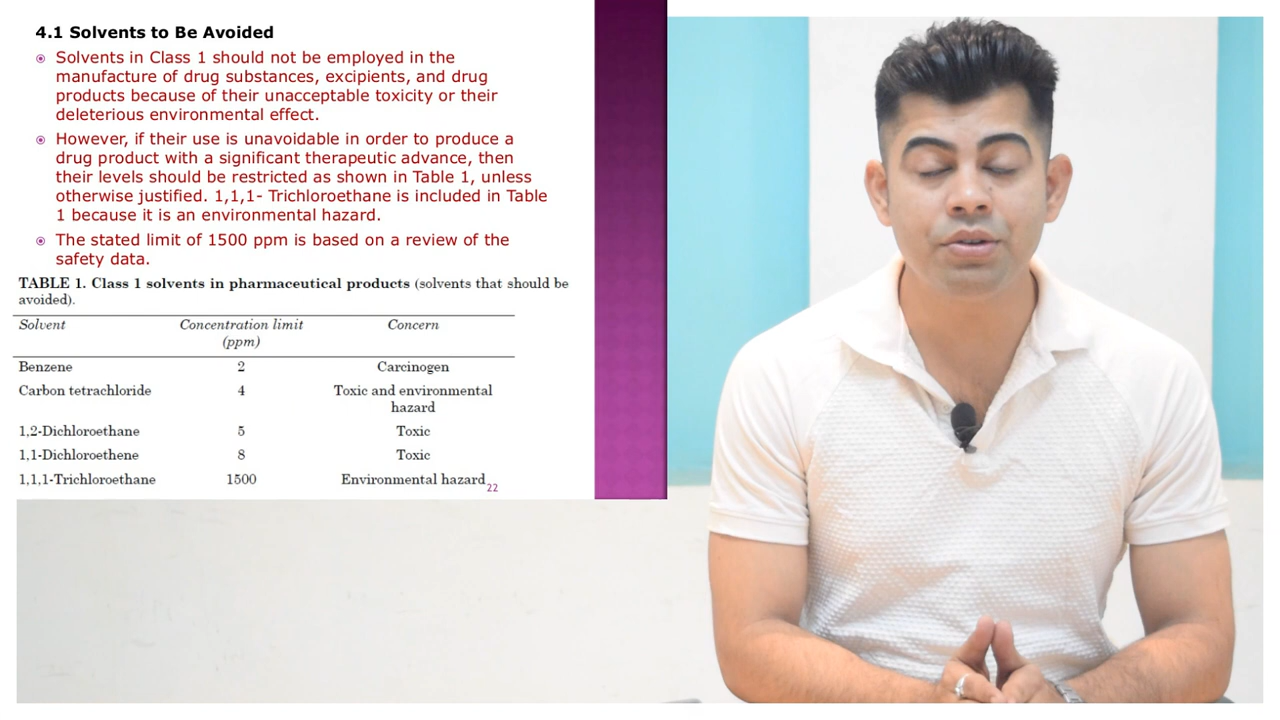 4.1 Solvents to Be Avoided
Solvents in Class 1 should not be employed in the
manufacture of drug substances, excipients, and drug
products because of their unacceptable toxicity or their
deleterious environmental effect.
However, if their use is unavoidable in order to produce a
drug product with a significant therapeutic advance, then
their levels should be restricted as shown in Table 1, unless
otherwise justified. 1,1,1- Trichloroethane is included in Table
1 because it is an environmental hazard.
The stated limit of 1500 ppm is based on a review of the
safety data.
TABLE 1. Class 1 solvents in pharmaceutical products (solvents that should be
avoided).
Solvent Concentration limit Concern
(ppm)
Benzene 2 Carcinogen
Carbon tetrachloride 4 Toxic and environmental
hazard
1,2-Dichloroethane 5 Toxic
1,1-Dichloroethene 8 Toxic
1,1,1-Trichloroethane 1500 Environmental hazard
22